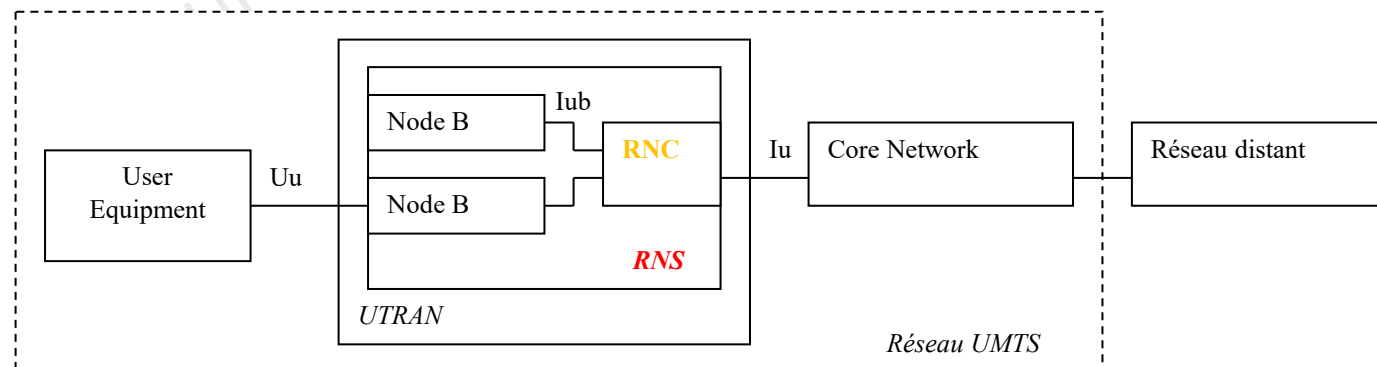 Node B
Iub
RNC
Iu
Core Network
Réseau distant
User
Equipment
Uu
Node B
RNS
UTRAN
Réseau UMTS